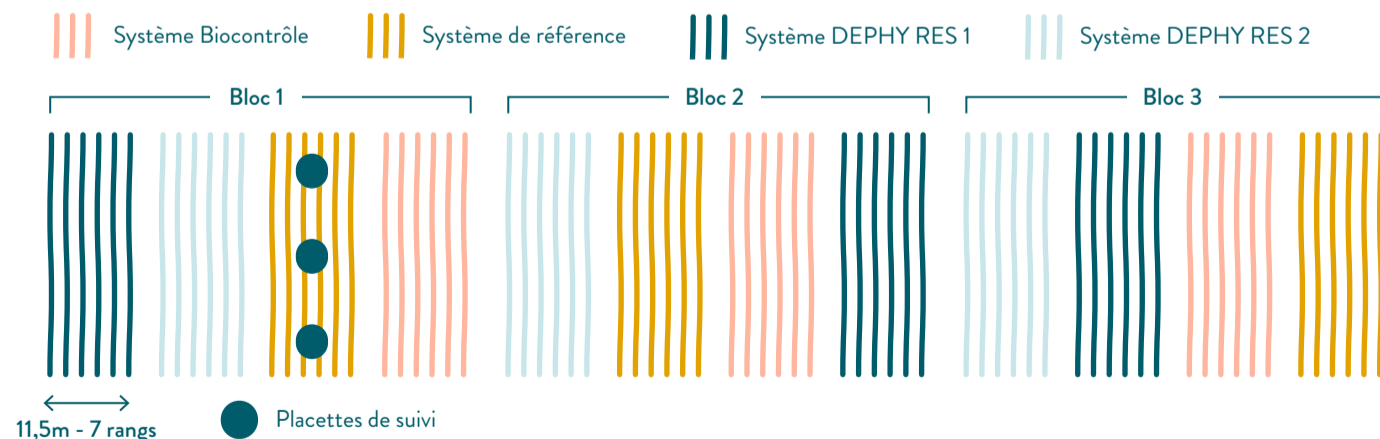 Système Biocontrôle
Système de référence
Système DEPHY RES 1
Système DEPHY RES 2
Bloc 1
Bloc 2
Bloc 3
11,5m - 7 rangs
Placettes de suivi